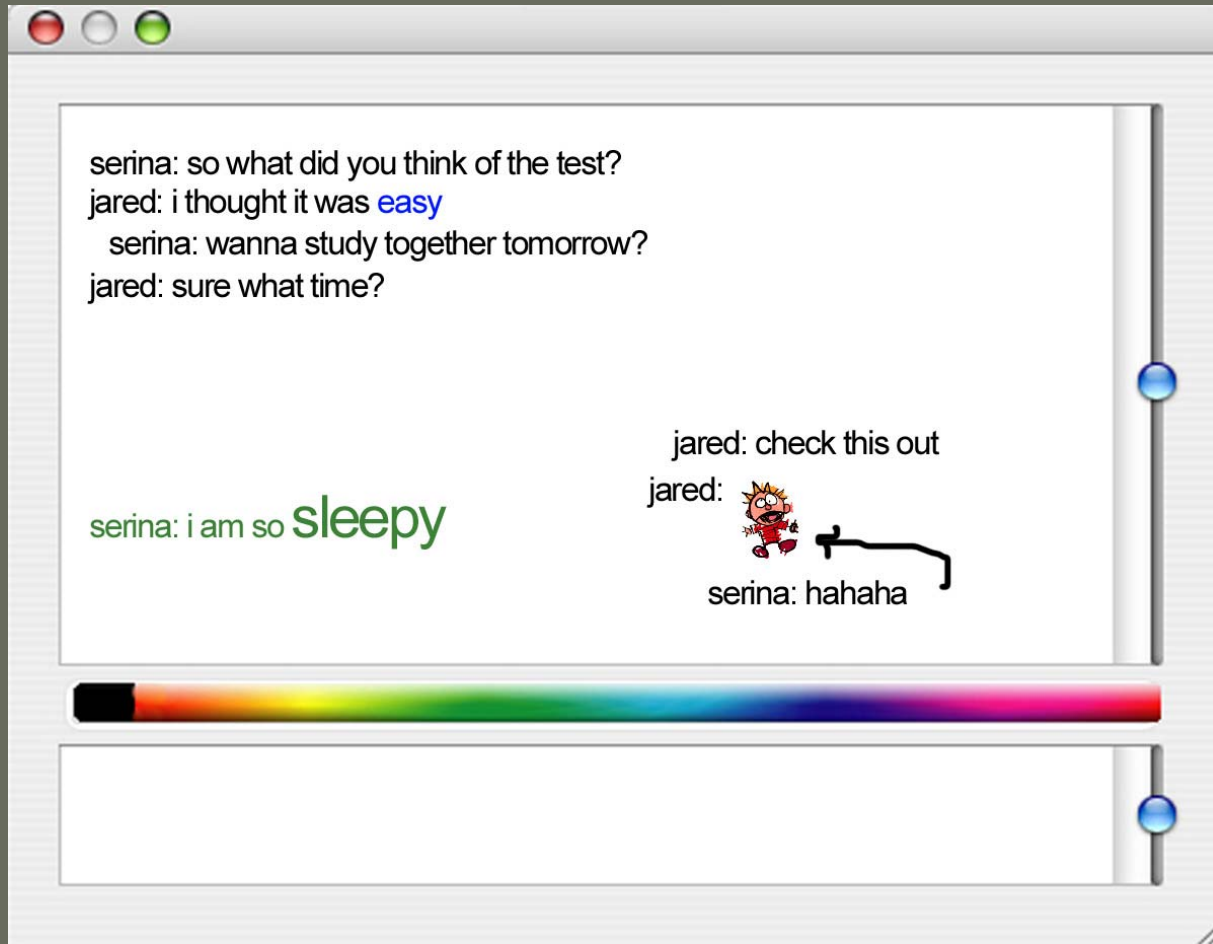 serina: so what did you think of the test?
jared: i thought it was easy
serina: wanna study together tomorrow?
jared: sure what time?
jared: check this out
jared:
serina: i am so sleepy
serina: hahaha